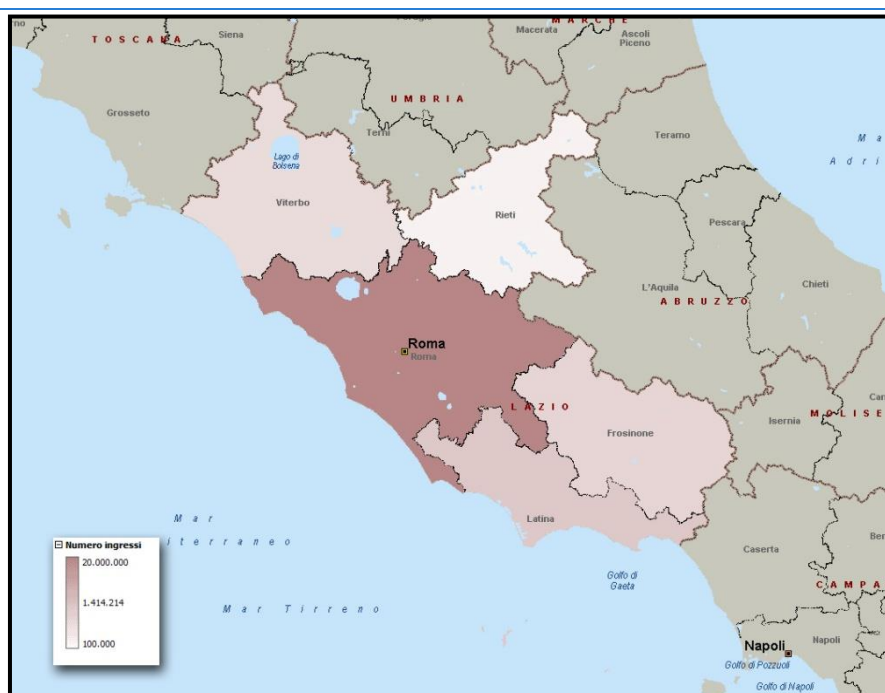 MARCHE
Macerata
Siena
TOSCANA
Ascoli
Piceno
UMBRIA
Grosseto
Terni
Teramo
Lago di
Bolsena
Viterbo
Rieti
Pescara
L'Aquila
Chieti
ABRUZZO
Roma
Roma
LAZIO
Isernia
MOLISE
Frosinone
Latina
Mar
iterraneo
Caserta
Golfo di
Gaeta
CAMPA
Mar Tirreno
Napoli
Napoli
Golfo di Pozzuoli
Golfo di Napoli
Numero ingressi
20.000.000
1.414.214
100.000